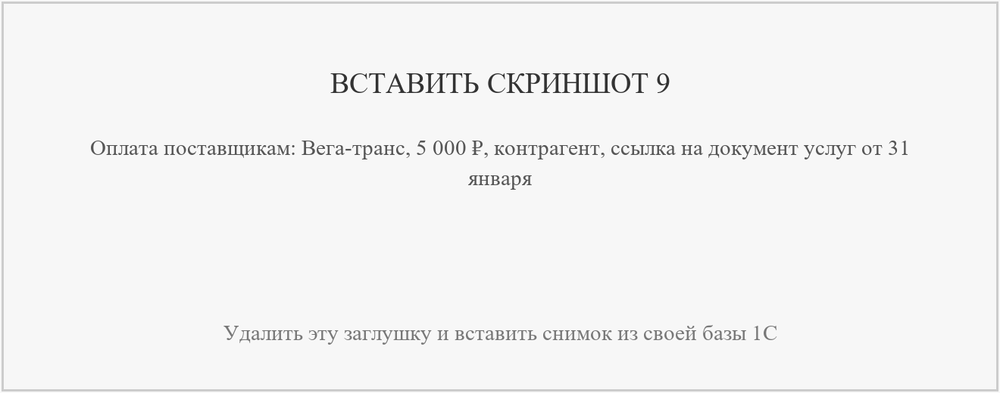 ВСТАВИТЬ СКРИНШОТ 9
Оплата поставщикам: Вега-транс, 5 000 ₽, контрагент, ссылка на документ услуг от 31
января
Удалить эту заглушку и вставить снимок из своей базы 1С